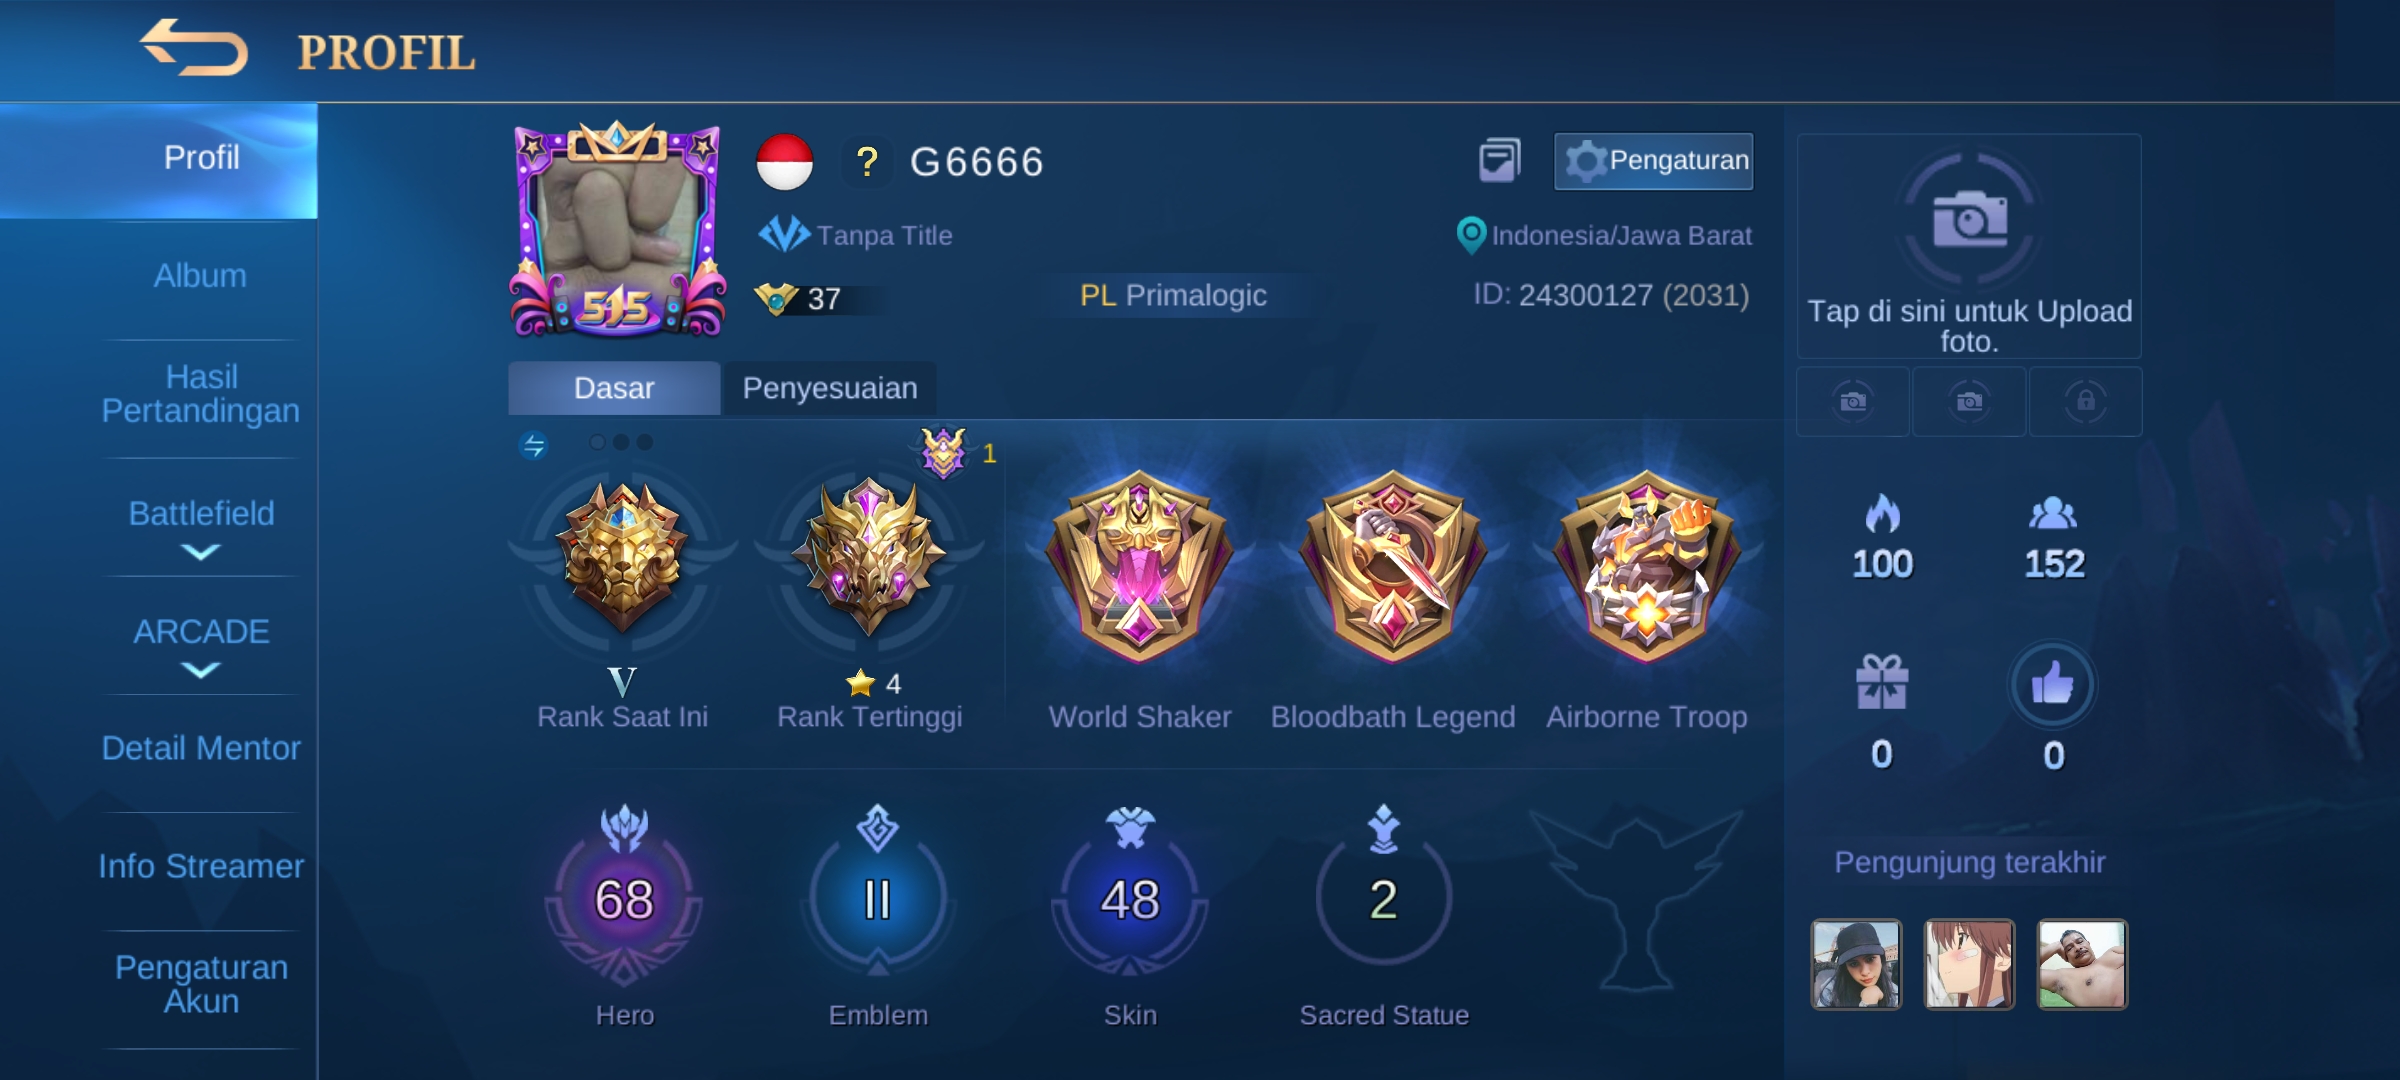 PROFIL
Profil
Album
Hasil
Pertandingan
Battlefield
ARCADE
Detail Mentor
Info Streamer
Pengaturan
Akun
515
? G6666
Tanpa Title
37
PL Primalogic
Pengaturan
Indonesia/Jawa Barat
ID: 24300127 (2031)
Dasar
Penyesuaian
1
V
Rank Saat Ini
4
Rank Tertinggi
World Shaker
Bloodbath Legend
Airborne Troop
68
Hero
II
Emblem
48
Skin
2
Sacred Statue
Tap di sini untuk Upload
foto.
100
152
0
0
Pengunjung terakhir